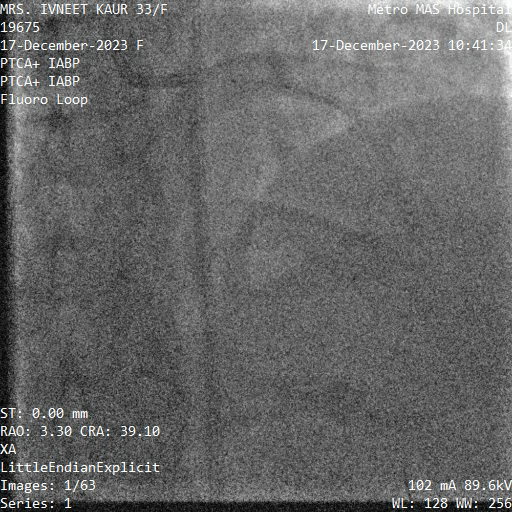 MRS. IVNEET KAUR 33/F
19675
17-December-2023 F
PTCA+ IABP
PTCA+ IABP
Fluoro Loop
Metro MAS Hospital
DL
17-December-2023 10:41:34
ST: 0.00 mm
RAO: 3.30 CRA: 39.10
XA
LittleEndianExplicit
Images: 1/63
Series: 1
102 mA 89.6kV
WL: 128 WW: 256